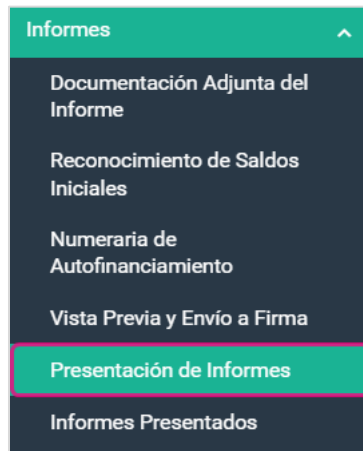 Informes
Documentación Adjunta del
Informe
Reconocimiento de Saldos
Iniciales
Numeraria de
Autofinanciamiento
Vista Previa y Envío a Firma
Presentación de Informes
Informes Presentados